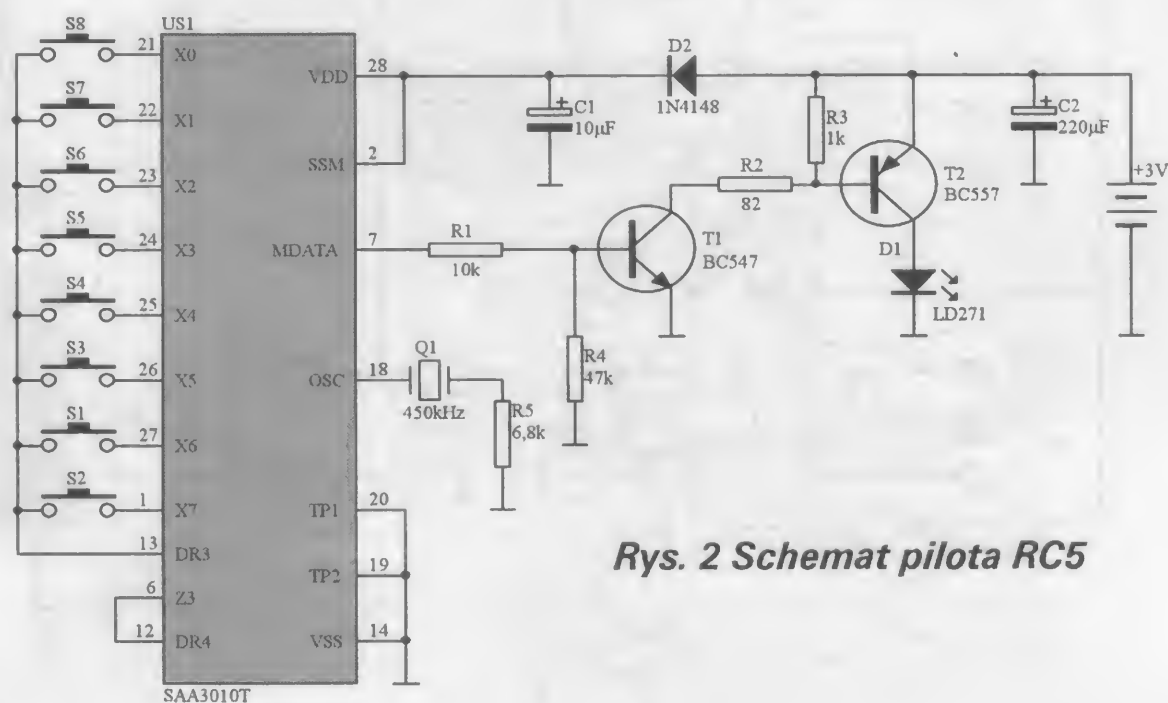 S8
US1
21
X0
S7
22
X1
S6
23
X2
S5
24
X3
S4
25
X4
S3
26
X5
S1
27
X6
S2
1
X7
13
DR3
6
Z3
12
DR4
SAA3010T
VDD
28
SSM
2
MDATA
7
OSC
18
TP1
20
TP2
19
VSS
14
D2
1N4148
+
C1
10µF
R3
1k
+
C2
220µF
R2
82
T2
BC557
+3V
R1
10k
T1
BC547
D1
LD271
Q1
450kHz
R4
47k
R5
6,8k
Rys. 2 Schemat pilota RC5